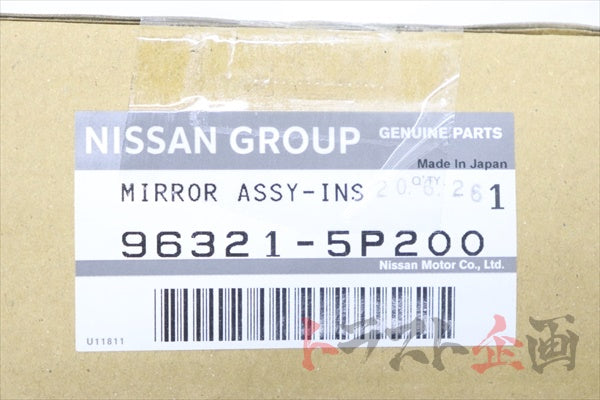 NISSAN GROUP GENUINE PARTS
Made In Japan
Q'TY
MIRROR ASSY-INS 20.6.26 1
96321-5P200
Nissan Motor Co., Ltd.
U11811
トラスト企画